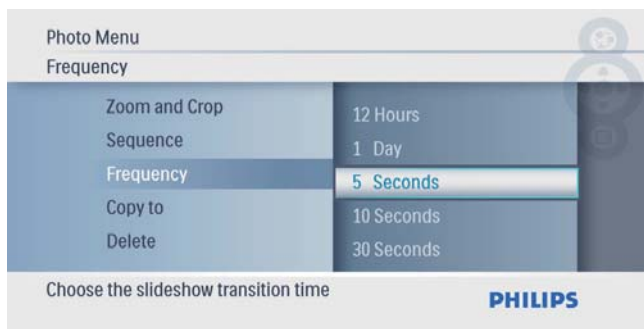 Photo Menu
Frequency
Zoom and Crop
Sequence
Frequency
Copy to
Delete
12 Hours
1 Day
5 Seconds
10 Seconds
30 Seconds
Choose the slideshow transition time
PHILIPS